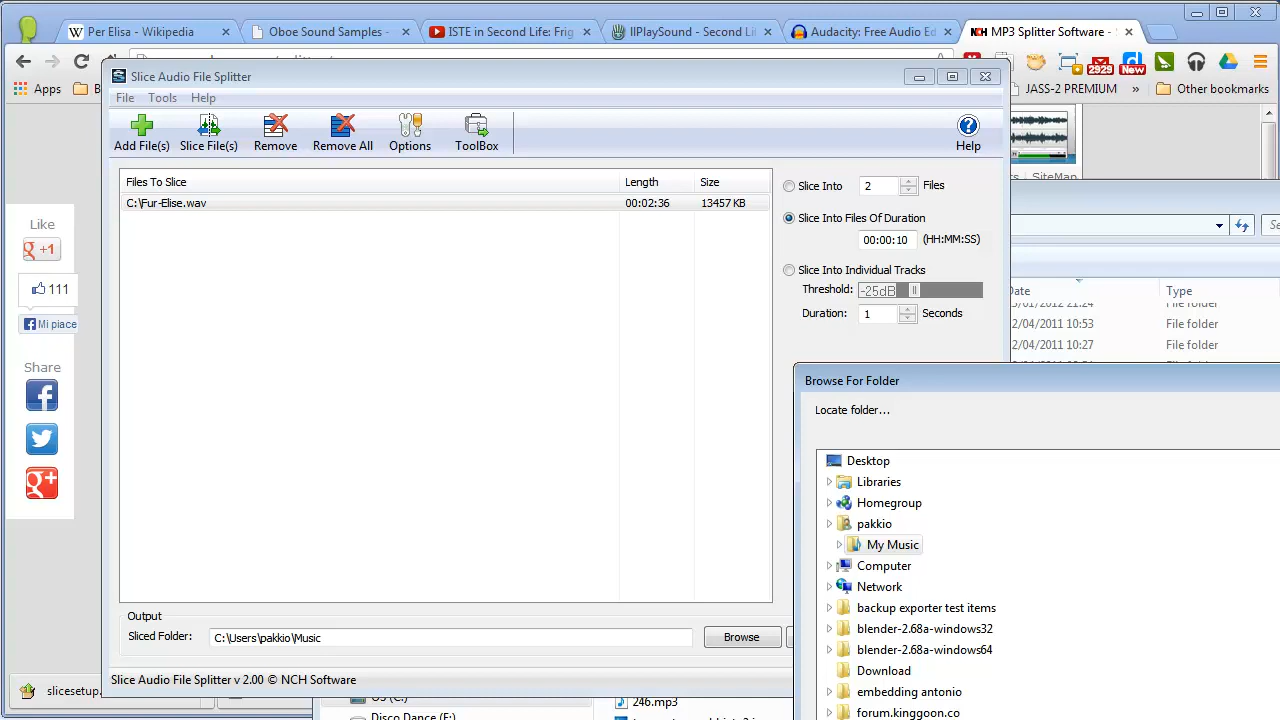 Per Elisa - Wikipedia
Oboe Sound Samples -
ISTE in Second Life: Frig
IlPlaySound - Second Li
Audacity: Free Audio Ed
NCH MP3 Splitter Software -
Apps
2929
New
JASS-2 PREMIUM
»
Other bookmarks
Slice Audio File Splitter
File Tools Help
Add File(s) Slice File(s) Remove Remove All Options ToolBox Help
SiteMap
Files To Slice Length Size
C:\Fur-Elise.wav 00:02:36 13457 KB
Slice Into 2 Files
Slice Into Files Of Duration
00:00:10 (HH:MM:SS)
Slice Into Individual Tracks
Threshold: -25dB
Duration: 1 Seconds
Like
+1
111
Mi piace
Share
Date Type
File folder
2/04/2011 10:53 File folder
2/04/2011 10:27 File folder
Browse For Folder
Locate folder...
Desktop
Libraries
Homegroup
pakkio
My Music
Computer
Network
backup exporter test items
blender-2.68a-windows32
blender-2.68a-windows64
Download
embedding antonio
forum.kinggoon.co
Output
Sliced Folder: C:\Users\pakkio\Music Browse
Slice Audio File Splitter v 2.00 © NCH Software
slicesetup.
246.mp3
Disco Dance (F:)